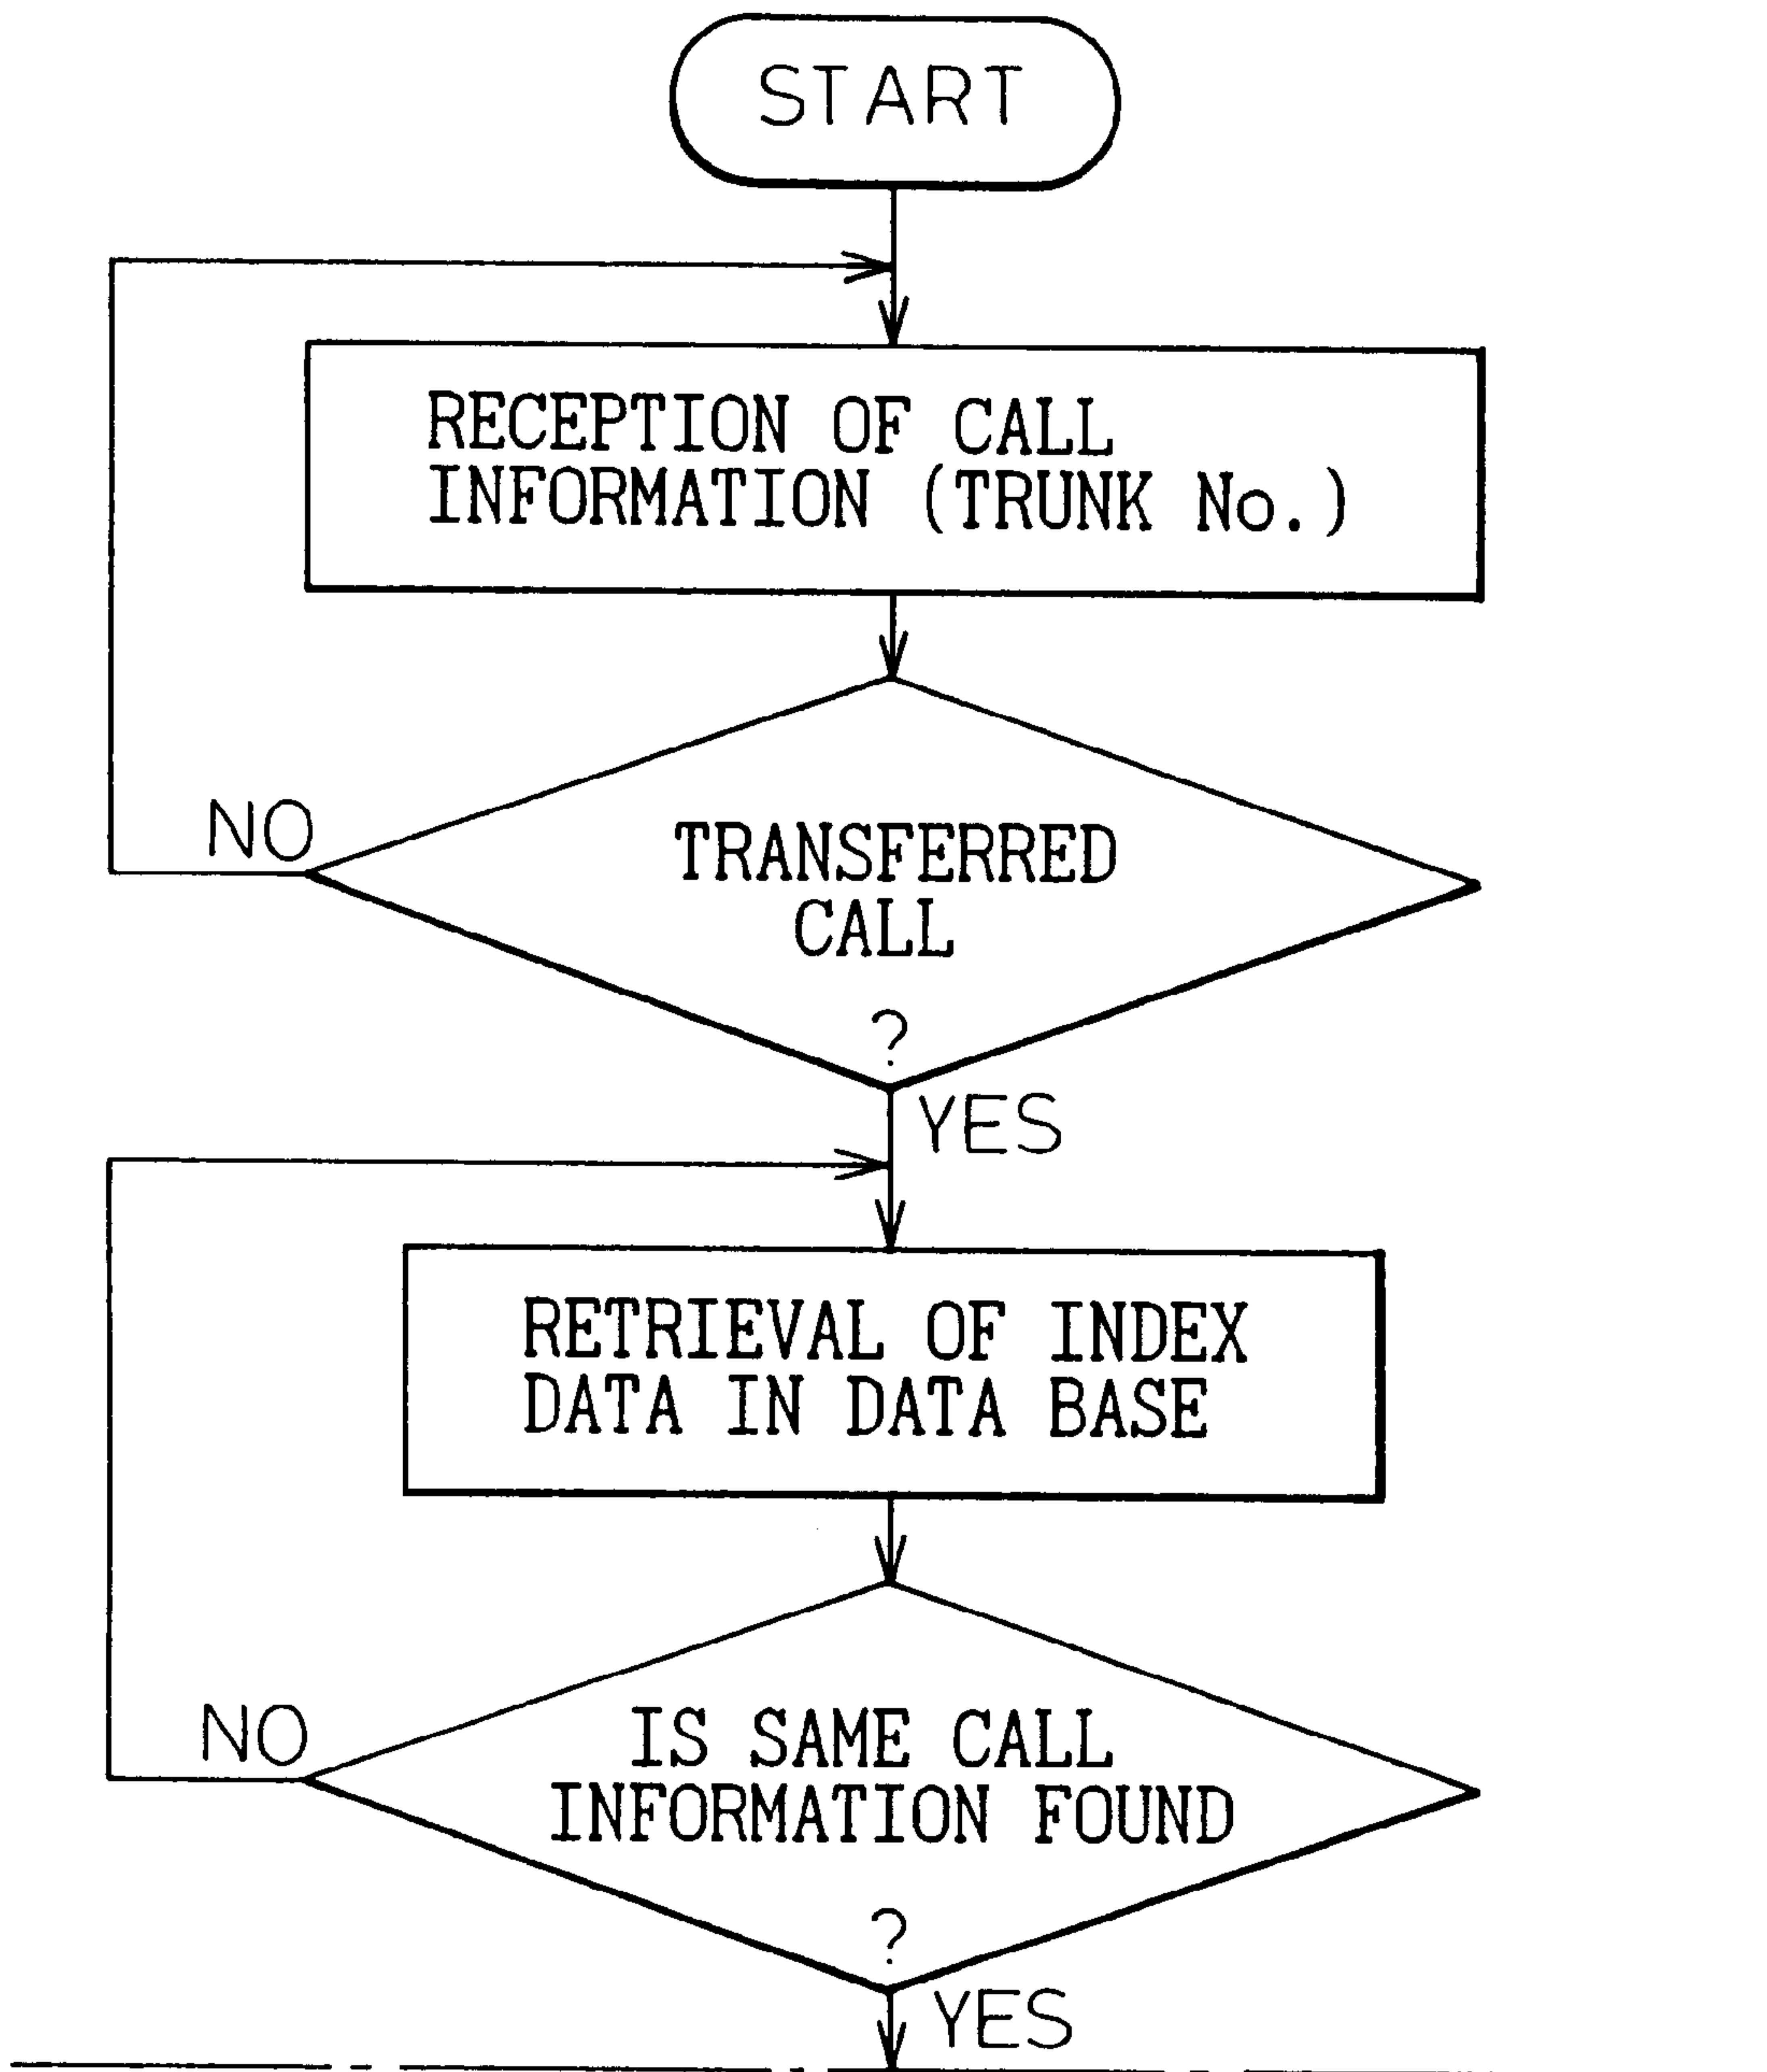 START
RECEPTION OF CALL
INFORMATION (TRUNK No.)
NO
TRANSFERRED
CALL
?
YES
RETRIEVAL OF INDEX
DATA IN DATA BASE
NO
IS SAME CALL
INFORMATION FOUND
?
YES